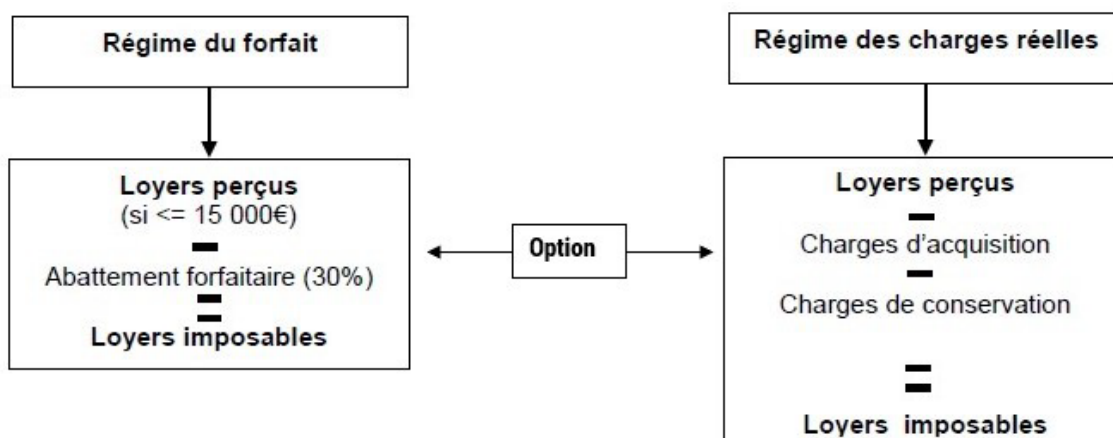 Régime du forfait
Loyers perçus
(si <= 15 000€)
Abattement forfaitaire (30%)
Loyers imposables
Option
Régime des charges réelles
Loyers perçus
Charges d'acquisition
Charges de conservation
Loyers imposables